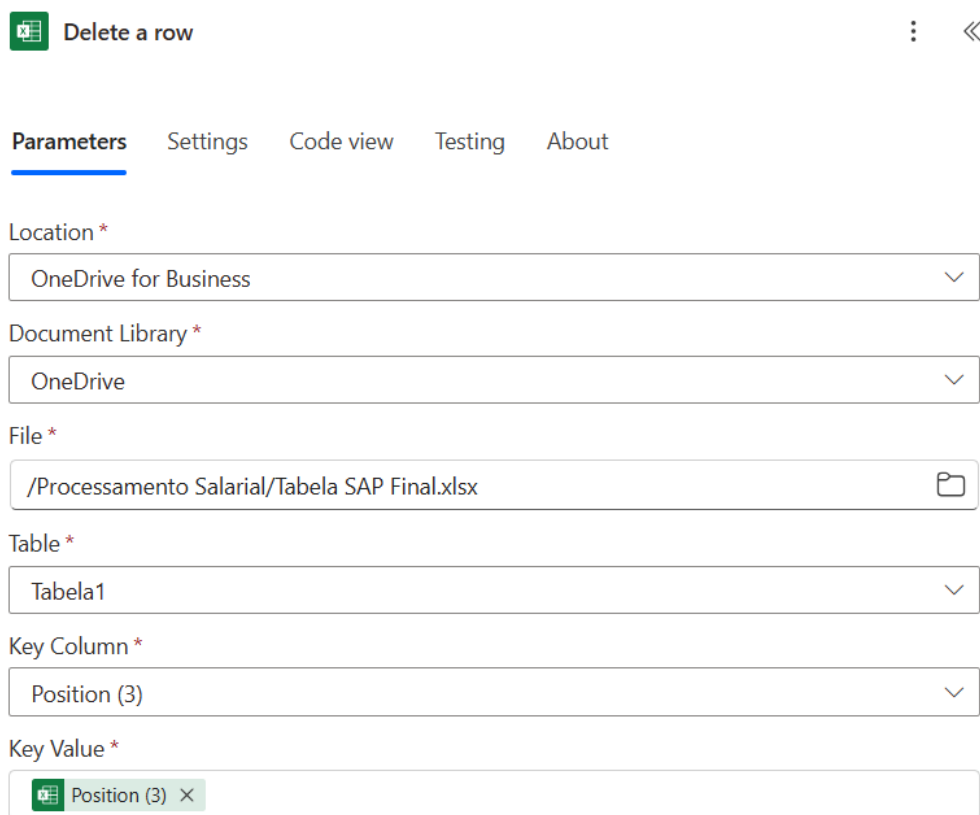 Delete a row
Parameters Settings Code view Testing About
Location *
OneDrive for Business
Document Library *
OneDrive
File *
/Processamento Salarial/Tabela SAP Final.xlsx
Table *
Tabela1
Key Column *
Position (3)
Key Value *
Position (3)